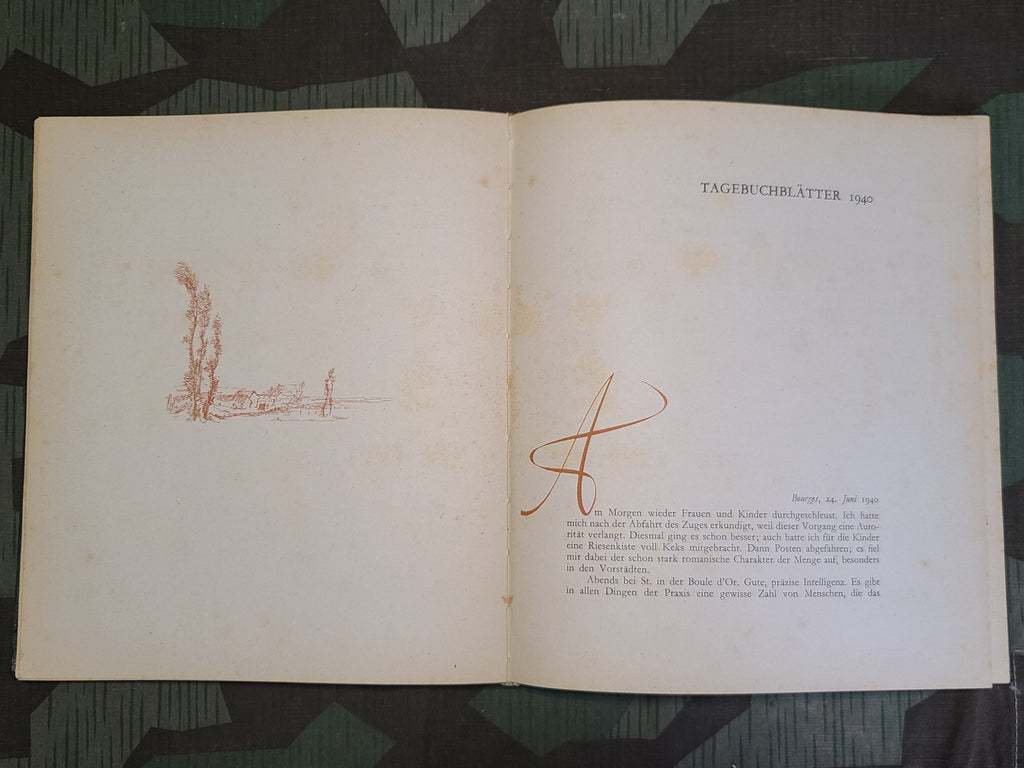 TAGEBUCHBLÄTTER 1940
Bourges, 24. Juni 1940
Am Morgen wieder Frauen und Kinder durchgeschleust. Ich hatte
mich nach der Abfahrt des Zuges erkundigt, weil dieser Vorgang eine Auto-
rität verlangt. Diesmal ging es schon besser; auch hatte ich für die Kinder
eine Riesenkiste voll Keks mitgebracht. Dann Posten abgefahren; es fiel
mir dabei der schon stark romanische Charakter der Menge auf, besonders
in den Vorstädten.
Abends bei St. in der Boule d'Or. Gute, präzise Intelligenz. Es gibt
in allen Dingen der Praxis eine gewisse Zahl von Menschen, die das